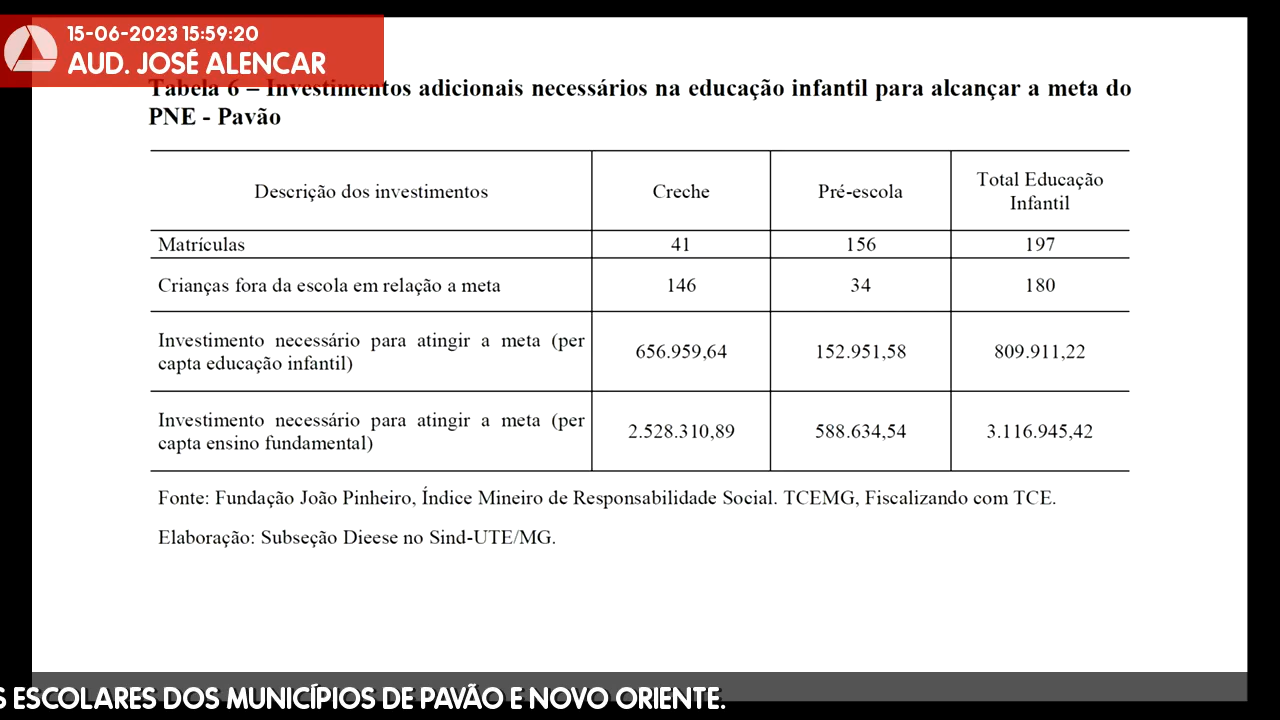 15-06-2023 15:59:20
AUD. JOSÉ ALENCAR
Tabela 6 – Investimentos adicionais necessários na educação infantil para alcançar a meta do
PNE - Pavão
Descrição dos investimentos Creche Pré-escola Total Educação Infantil
Matrículas 41 156 197
Crianças fora da escola em relação a meta 146 34 180
Investimento necessário para atingir a meta (per
capta educação infantil) 656.959,64 152.951,58 809.911,22
Investimento necessário para atingir a meta (per
capta ensino fundamental) 2.528.310,89 588.634,54 3.116.945,42
Fonte: Fundação João Pinheiro, Índice Mineiro de Responsabilidade Social. TCEMG, Fiscalizando com TCE.
Elaboração: Subseção Dieese no Sind-UTE/MG.
S ESCOLARES DOS MUNICÍPIOS DE PAVÃO E NOVO ORIENTE.